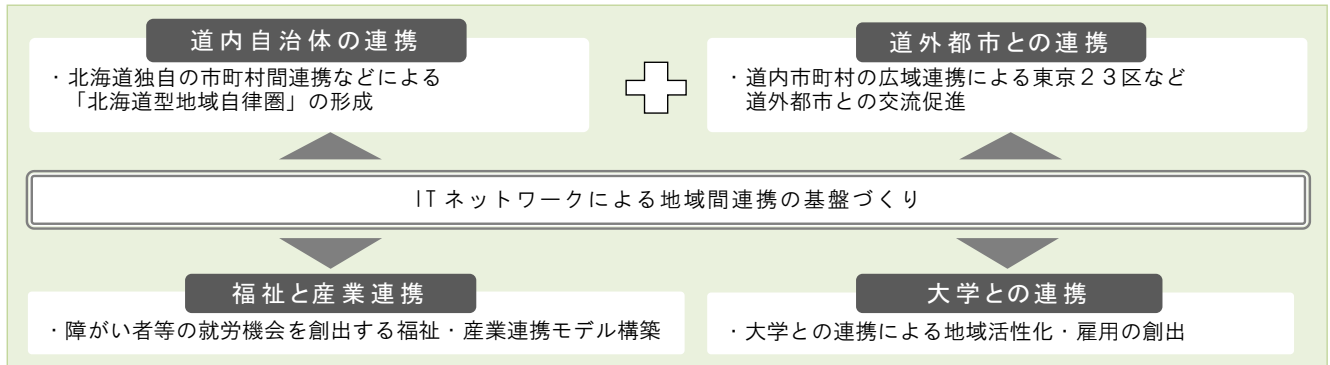 道内自治体の連携
・北海道独自の市町村間連携などによる
「北海道型地域自律圏」の形成
道外都市との連携
・道内市町村の広域連携による東京２３区など
道外都市との交流促進
ITネットワークによる地域間連携の基盤づくり
福祉と産業連携
・障がい者等の就労機会を創出する福祉・産業連携モデル構築
大学との連携
・大学との連携による地域活性化・雇用の創出